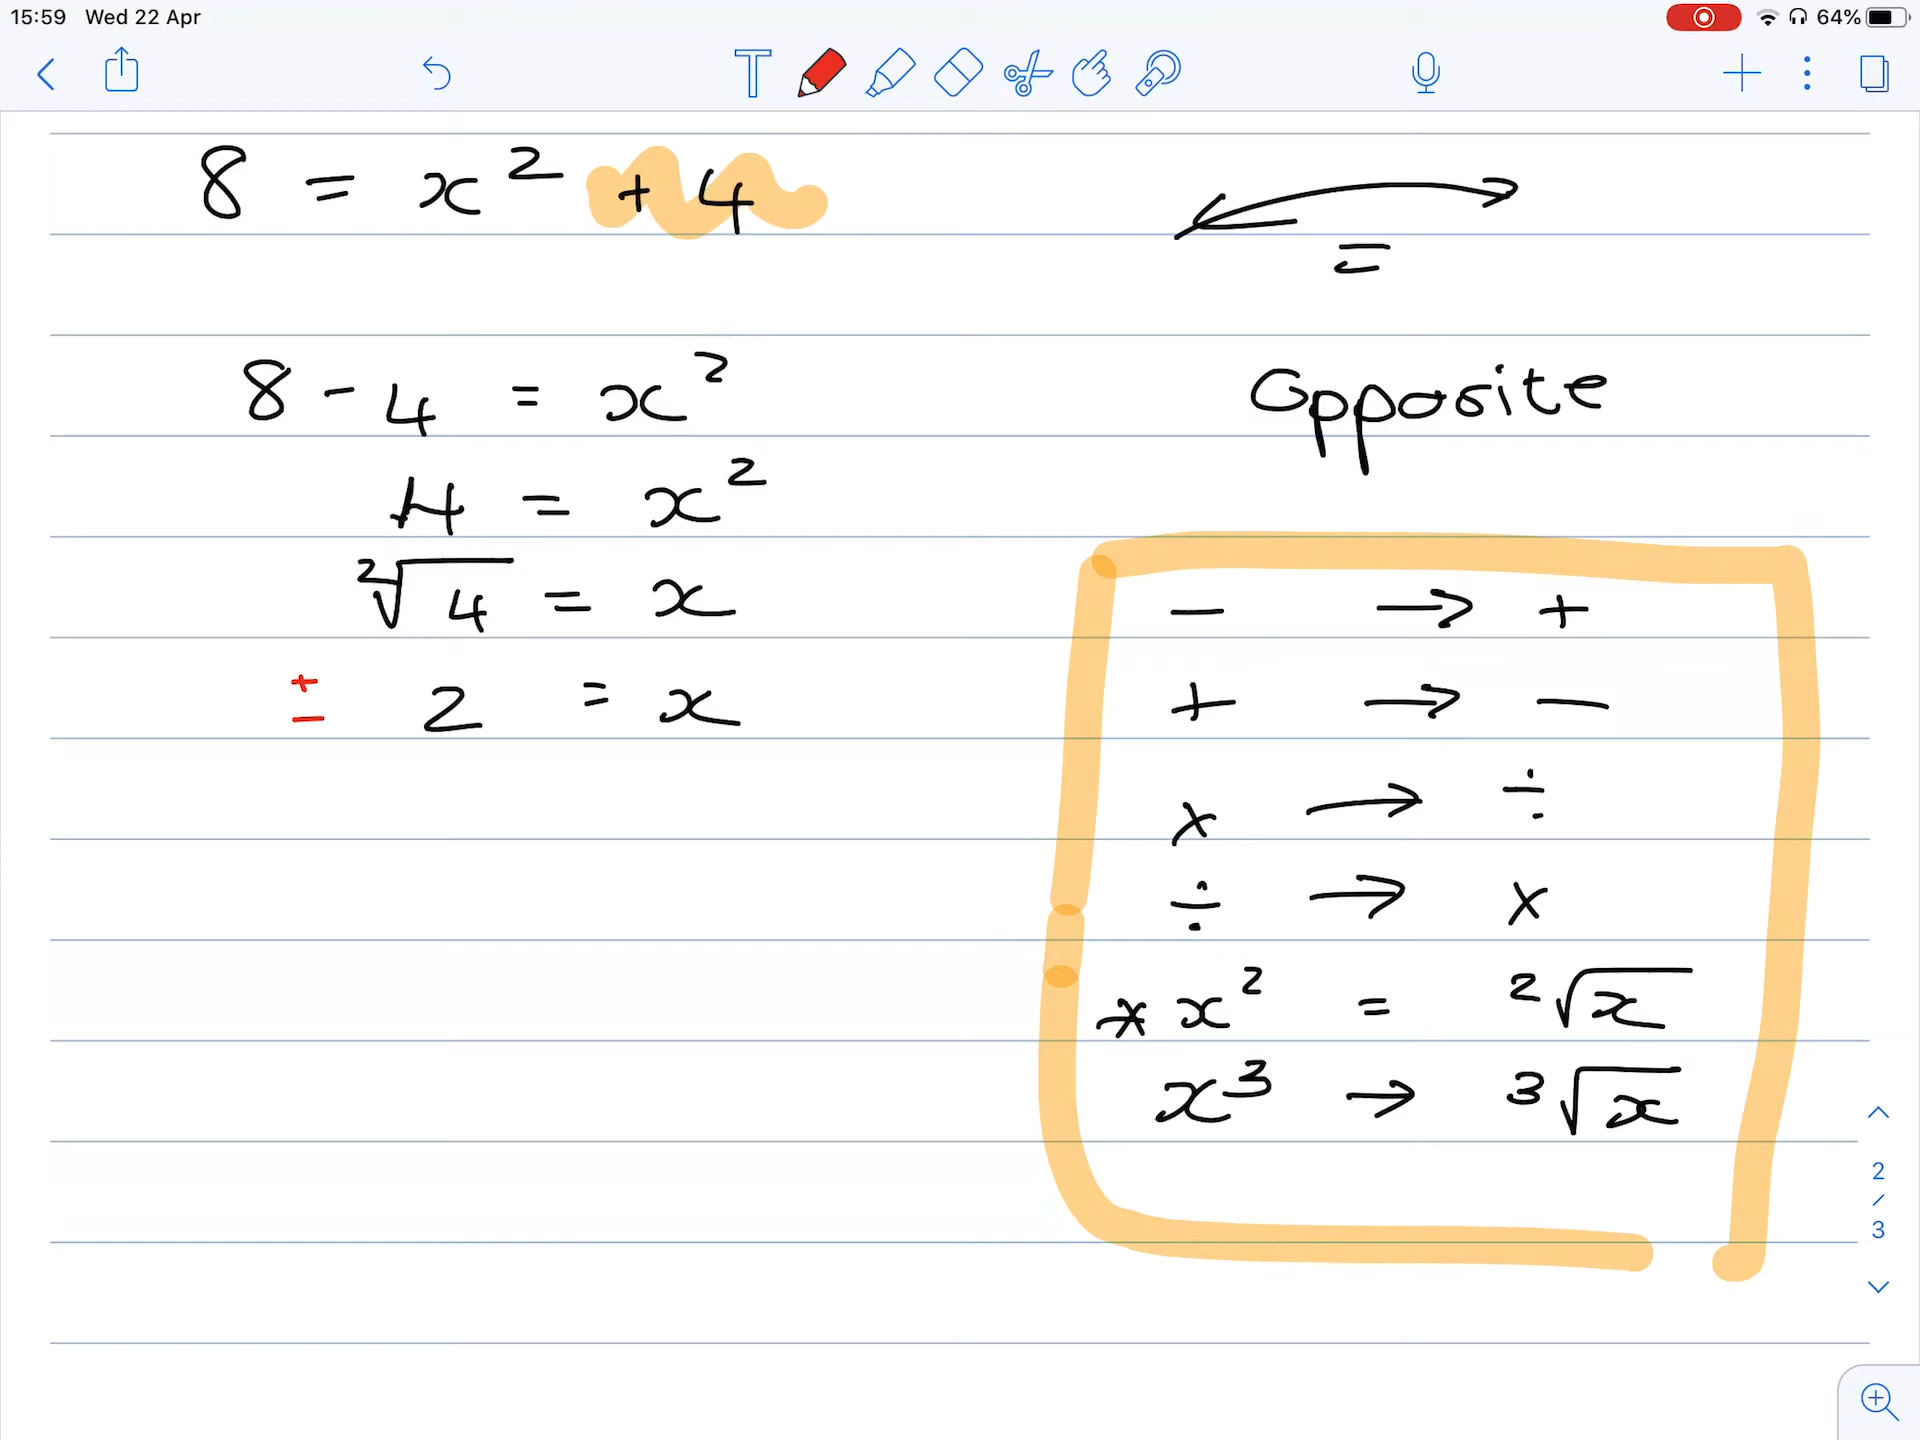 15:59 Wed 22 Apr 64%
T
8 = x² + 4
=
8 - 4 = x²
Opposite
4 = x²
²√4 = x
- → +
± 2 = x
+ → -
× → ÷
÷ → ×
* x² = ²√x
x³ → ³√x
2
/
3